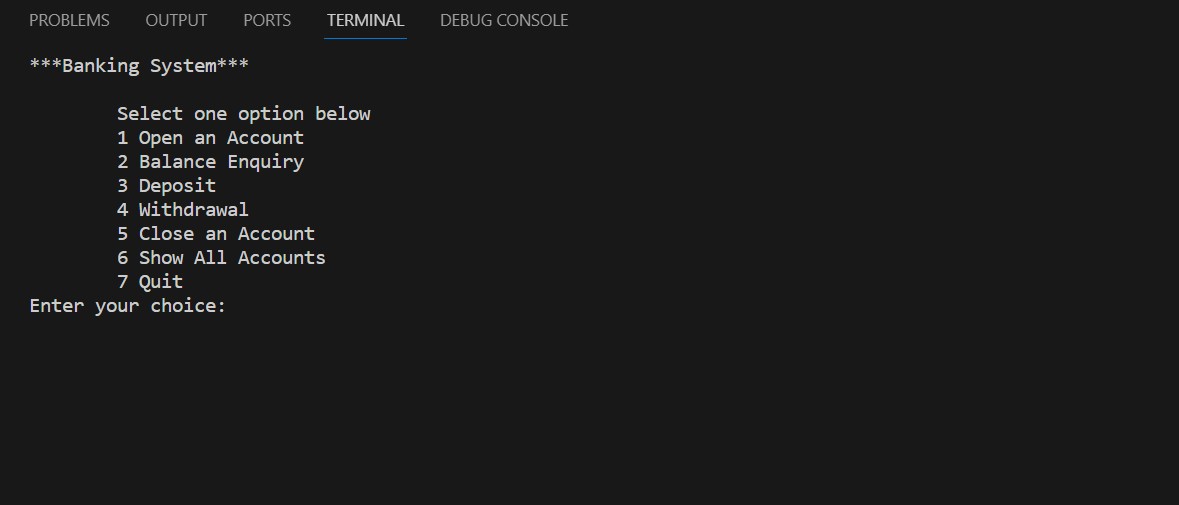 PROBLEMS OUTPUT PORTS TERMINAL DEBUG CONSOLE
***Banking System***
Select one option below
1 Open an Account
2 Balance Enquiry
3 Deposit
4 Withdrawal
5 Close an Account
6 Show All Accounts
7 Quit
Enter your choice: